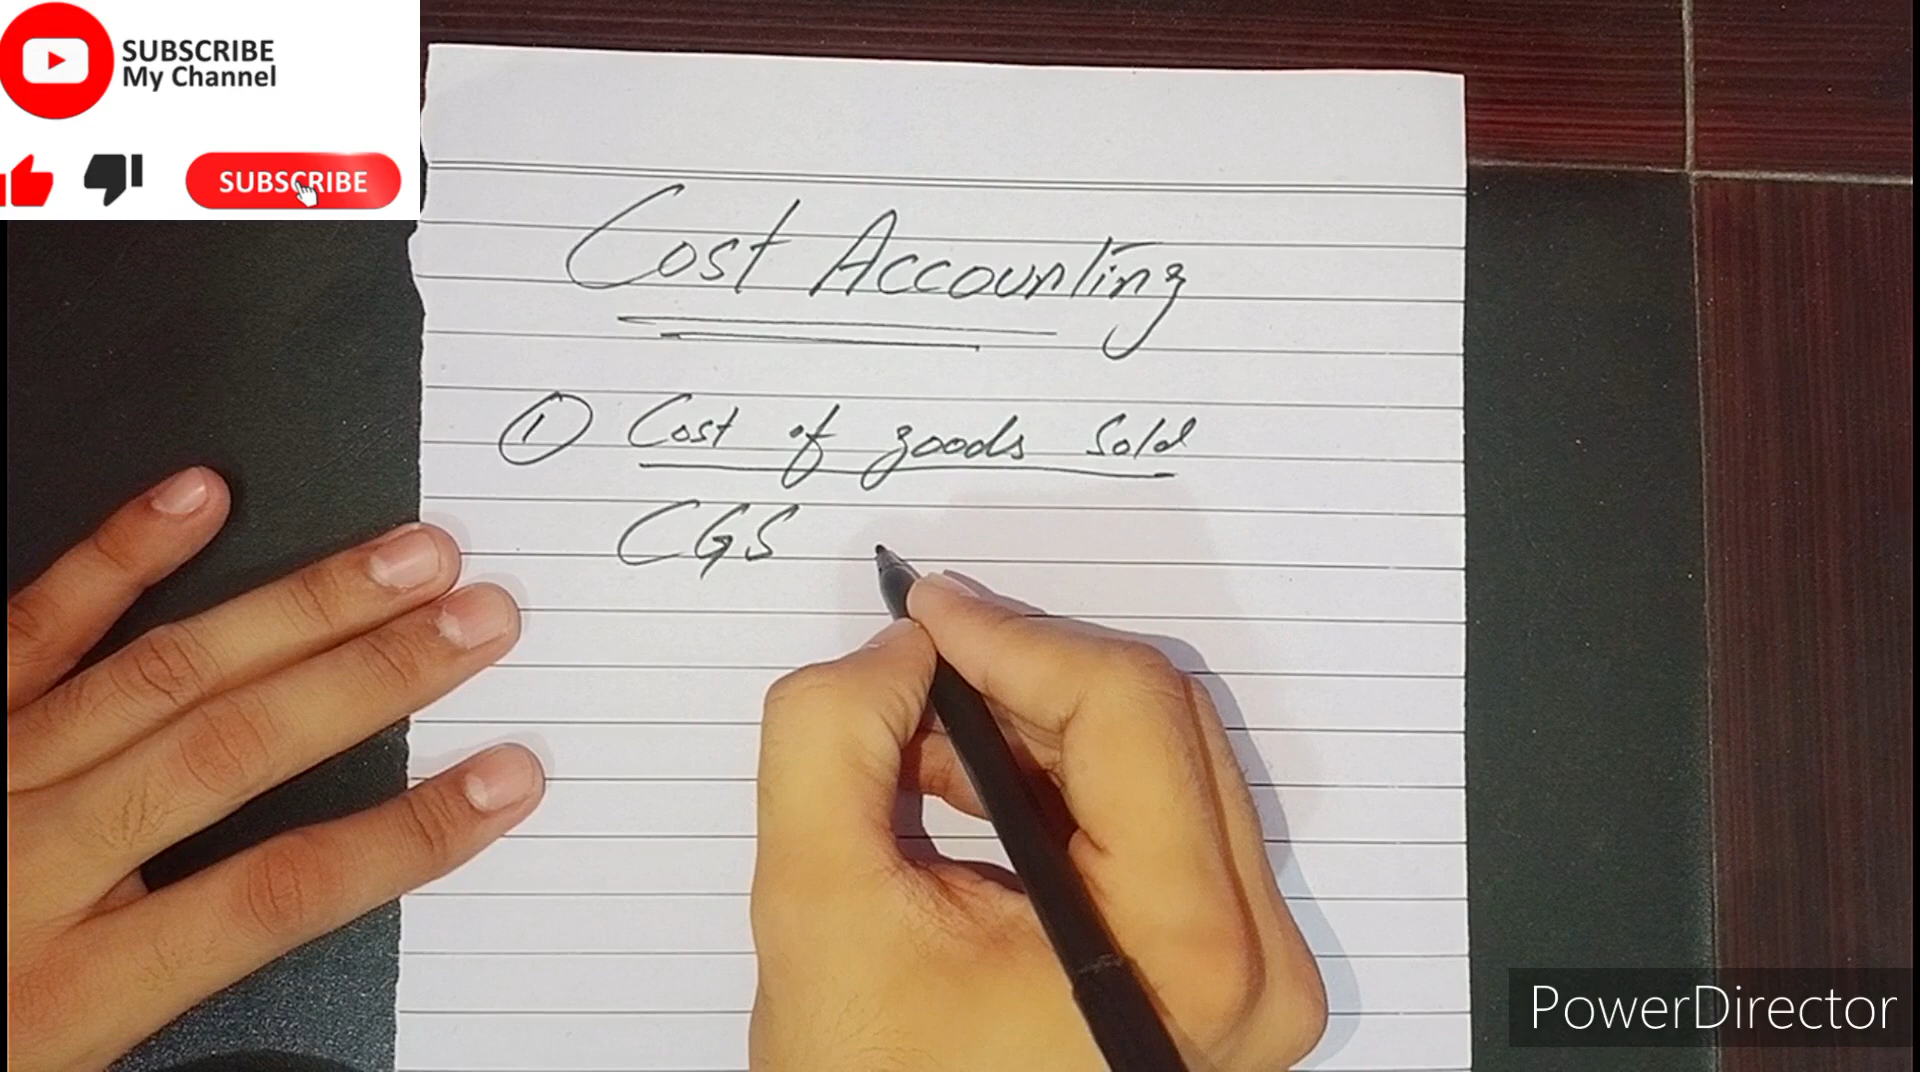 SUBSCRIBE
My Channel
SUBSCRIBE
Cost Accounting
① Cost of goods Sold
CGS
PowerDirector